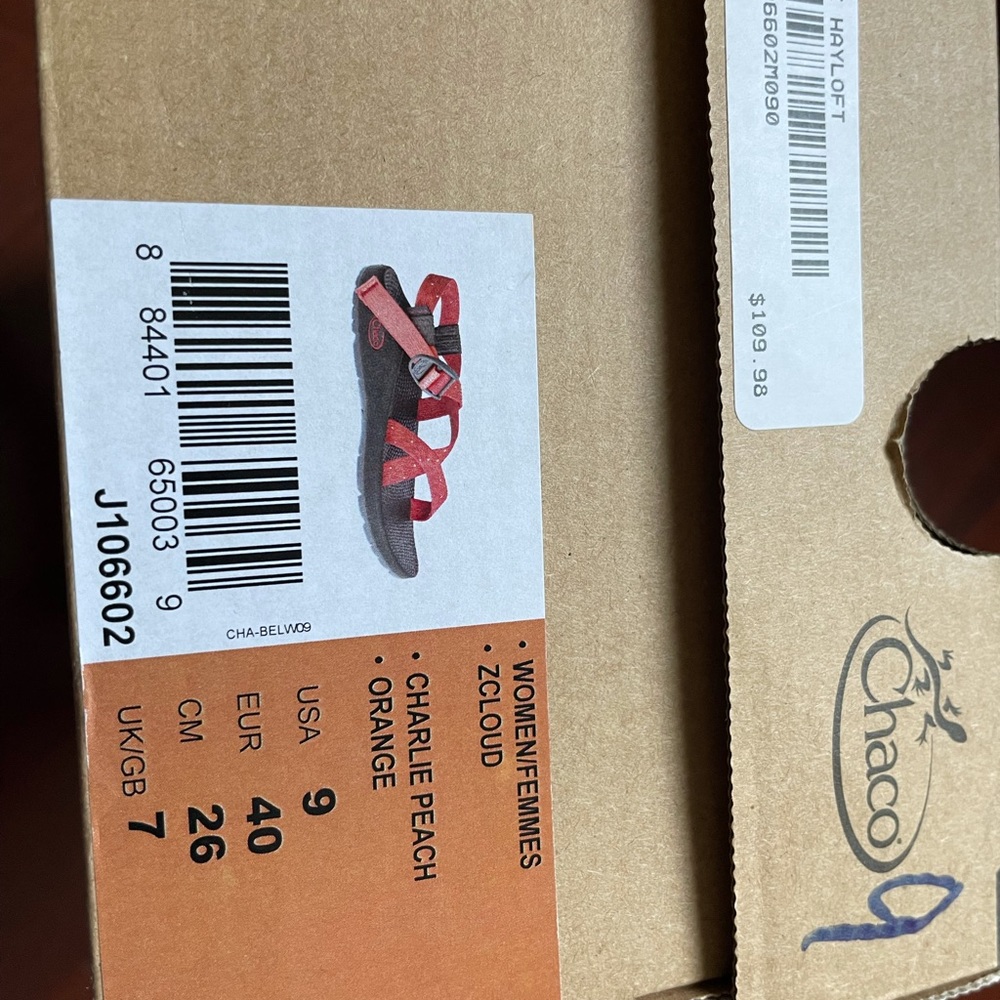 HAYLOFT
6602M090
$109.98
Chaco
9
WOMEN/FEMMES
ZCLOUD
CHARLIE PEACH
ORANGE
USA 9
EUR 40
CM 26
UK/GB 7
CHA-BELW09
8 84401 65003 9
J106602